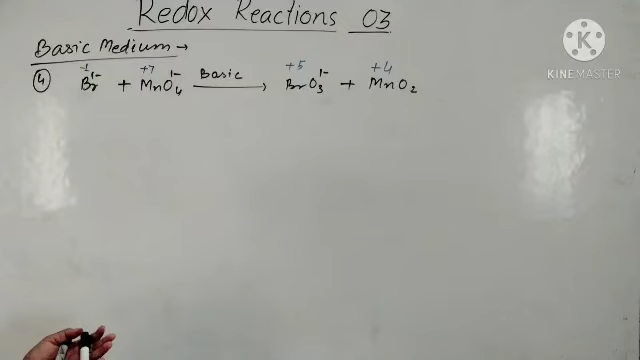 Redox Reactions 03
KINEMASTER
Basic Medium →
-1 +7 +5 +4
④ Br¹⁻ + MnO₄¹⁻ Basic → BrO₃¹⁻ + MnO₂